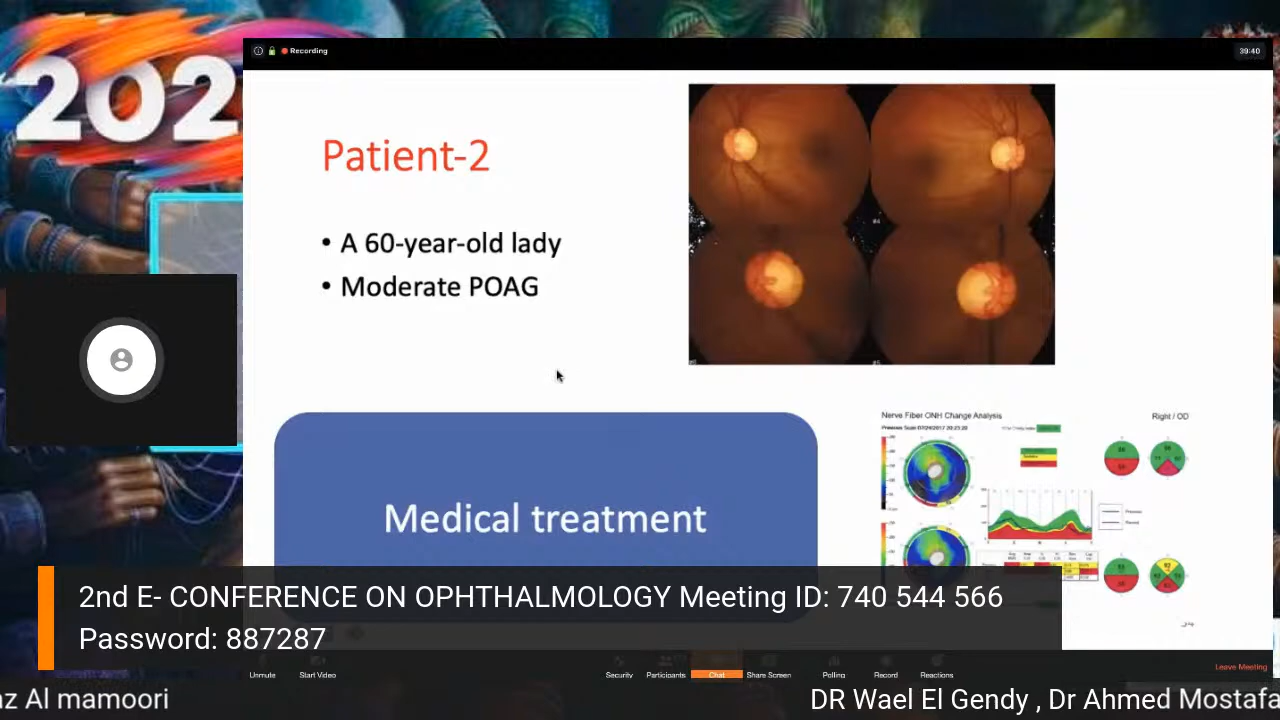 202
Recording
39:40
Patient-2
• A 60-year-old lady
• Moderate POAG
Medical treatment
Nerve Fiber ONH Change Analysis
Right / OD
2nd E- CONFERENCE ON OPHTHALMOLOGY Meeting ID: 740 544 566
Password: 887287
Unmute
Start Video
Security
Participants
Chat
Share Screen
Polling
Record
Reactions
Leave Meeting
az Al mamoori
DR Wael El Gendy , Dr Ahmed Mostafa